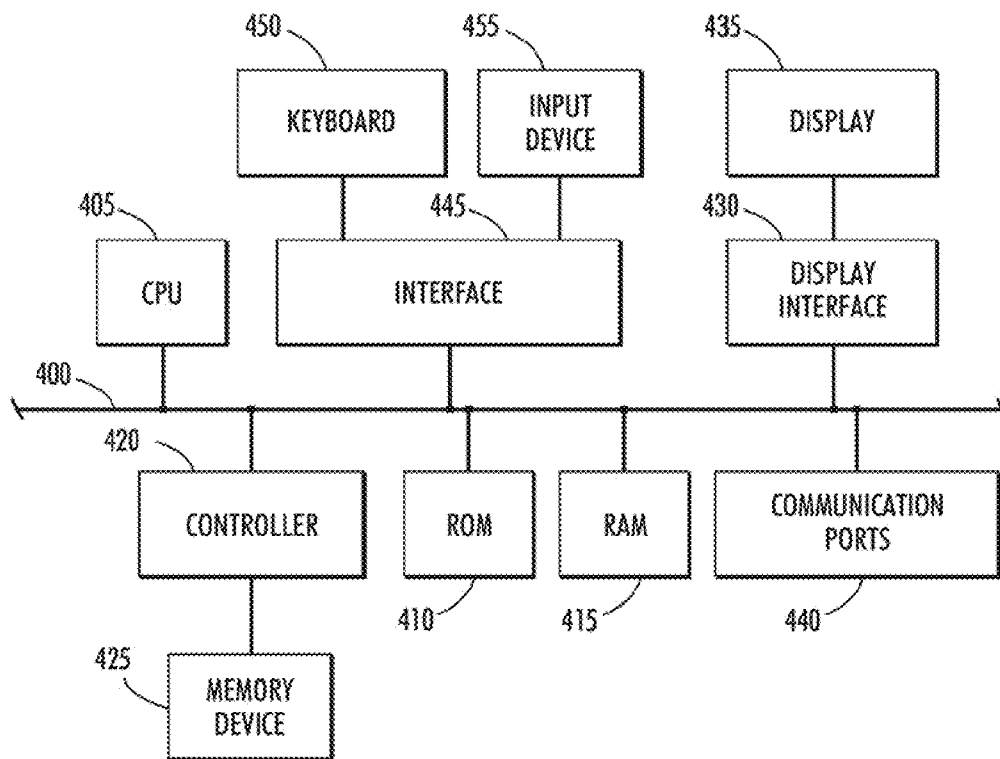 450
455
435
KEYBOARD
INPUT
DEVICE
DISPLAY
405
445
430
CPU
INTERFACE
DISPLAY
INTERFACE
400
420
CONTROLLER
ROM
RAM
COMMUNICATION
PORTS
410
415
440
425
MEMORY
DEVICE